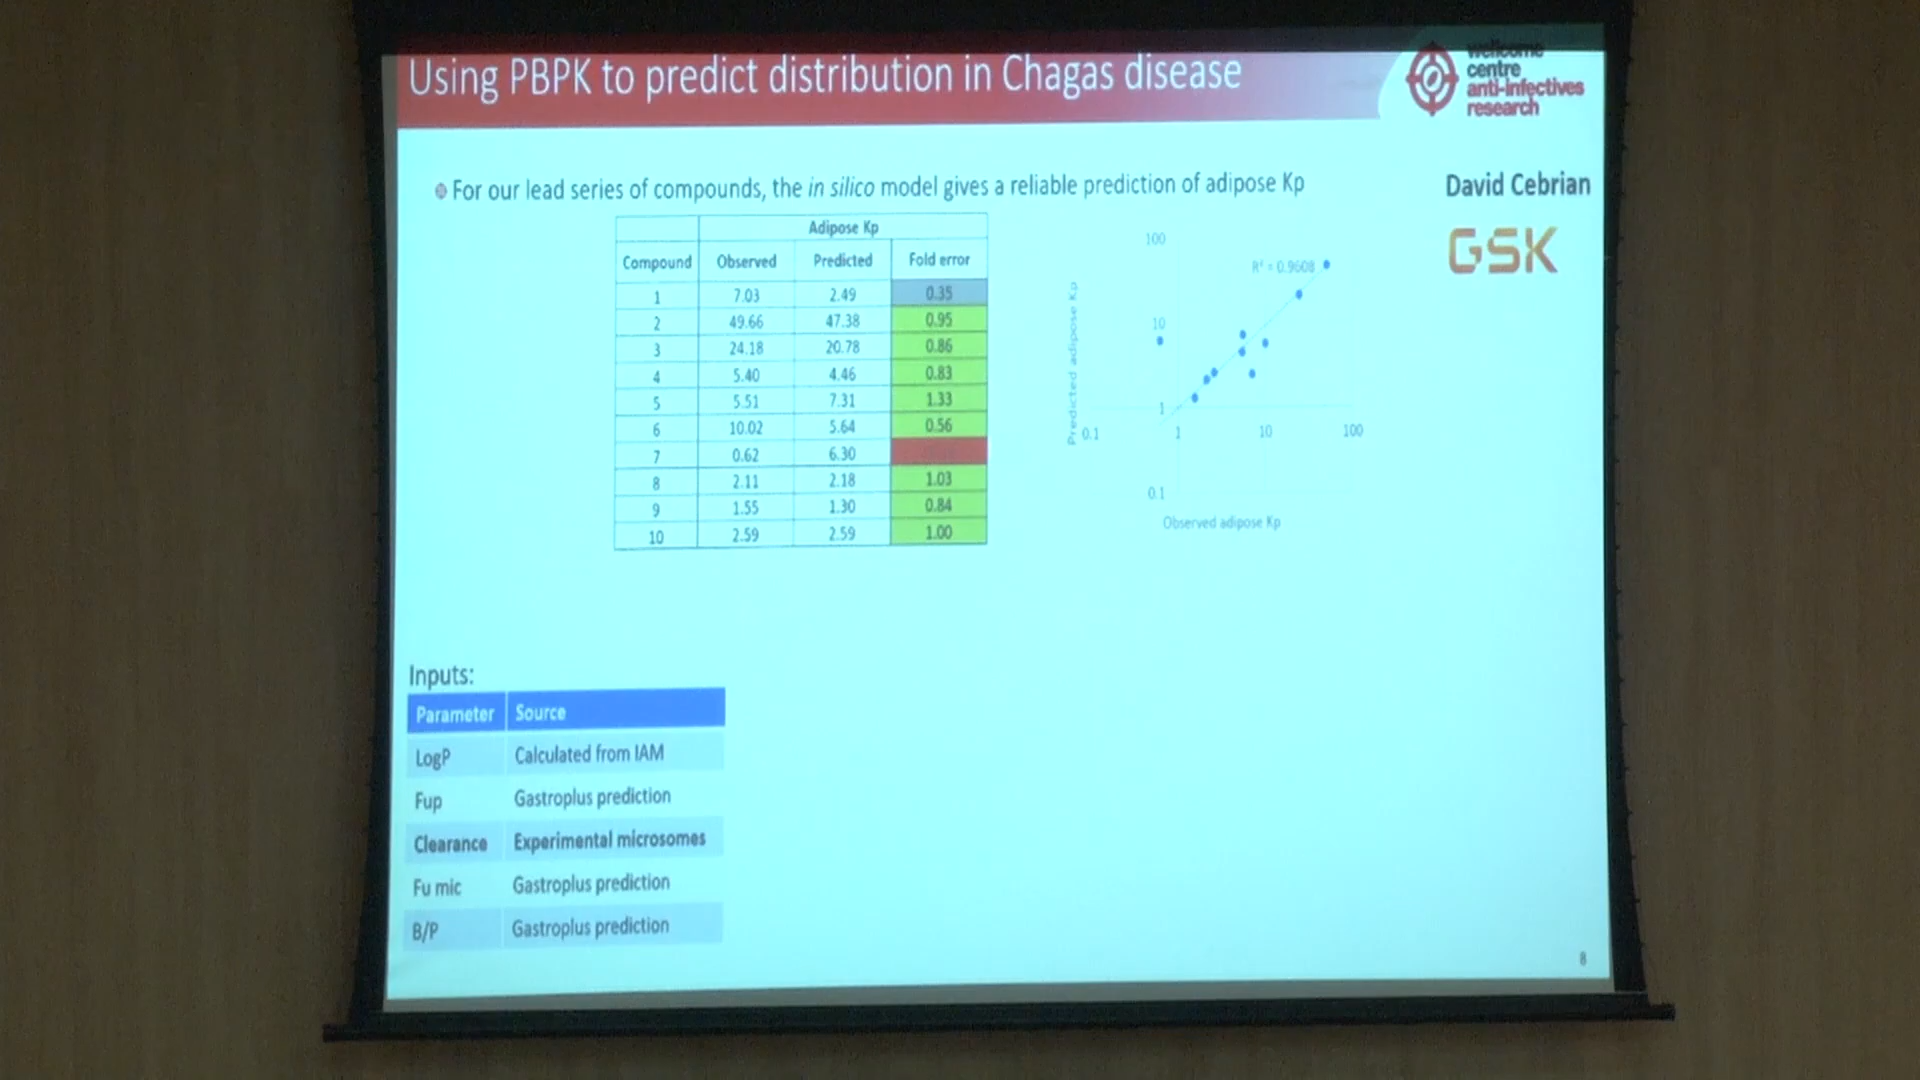 Using PBPK to predict distribution in Chagas disease
wellcome
centre
anti-infectives
research
For our lead series of compounds, the in silico model gives a reliable prediction of adipose Kp
David Cebrian
GSK
Adipose Kp
Compound Observed Predicted Fold error
1 7.03 2.49 0.35
2 49.66 47.38 0.95
3 24.18 20.78 0.86
4 5.40 4.46 0.83
5 5.51 7.31 1.33
6 10.02 5.64 0.56
7 0.62 6.30
8 2.11 2.18 1.03
9 1.55 1.30 0.84
10 2.59 2.59 1.00
100
R² = 0.9608
10
1
0.1 1 10 100
0.1
Predicted adipose Kp
Observed adipose Kp
Inputs:
Parameter Source
LogP Calculated from IAM
Fup Gastroplus prediction
Clearance Experimental microsomes
Fu mic Gastroplus prediction
B/P Gastroplus prediction
8